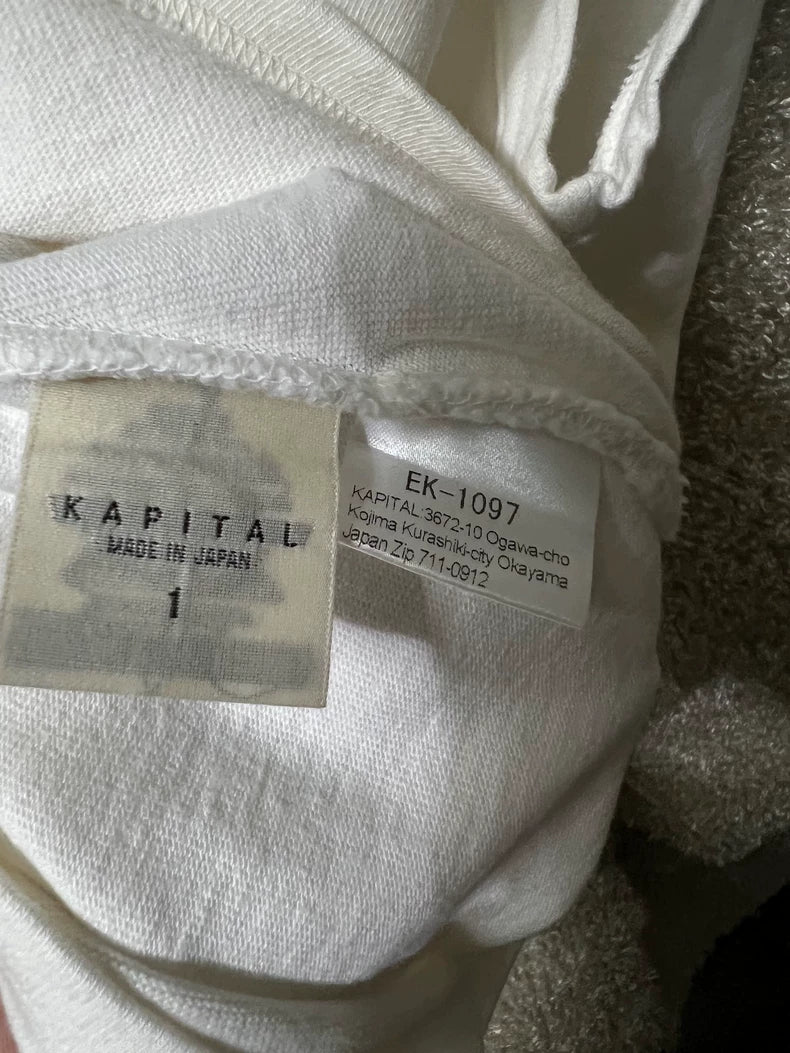 KAPITAL
MADE IN JAPAN
1
EK-1097
KAPITAL:3672-10 Ogawa-cho
Kojima Kurashiki-city Okayama
Japan Zip 711-0912